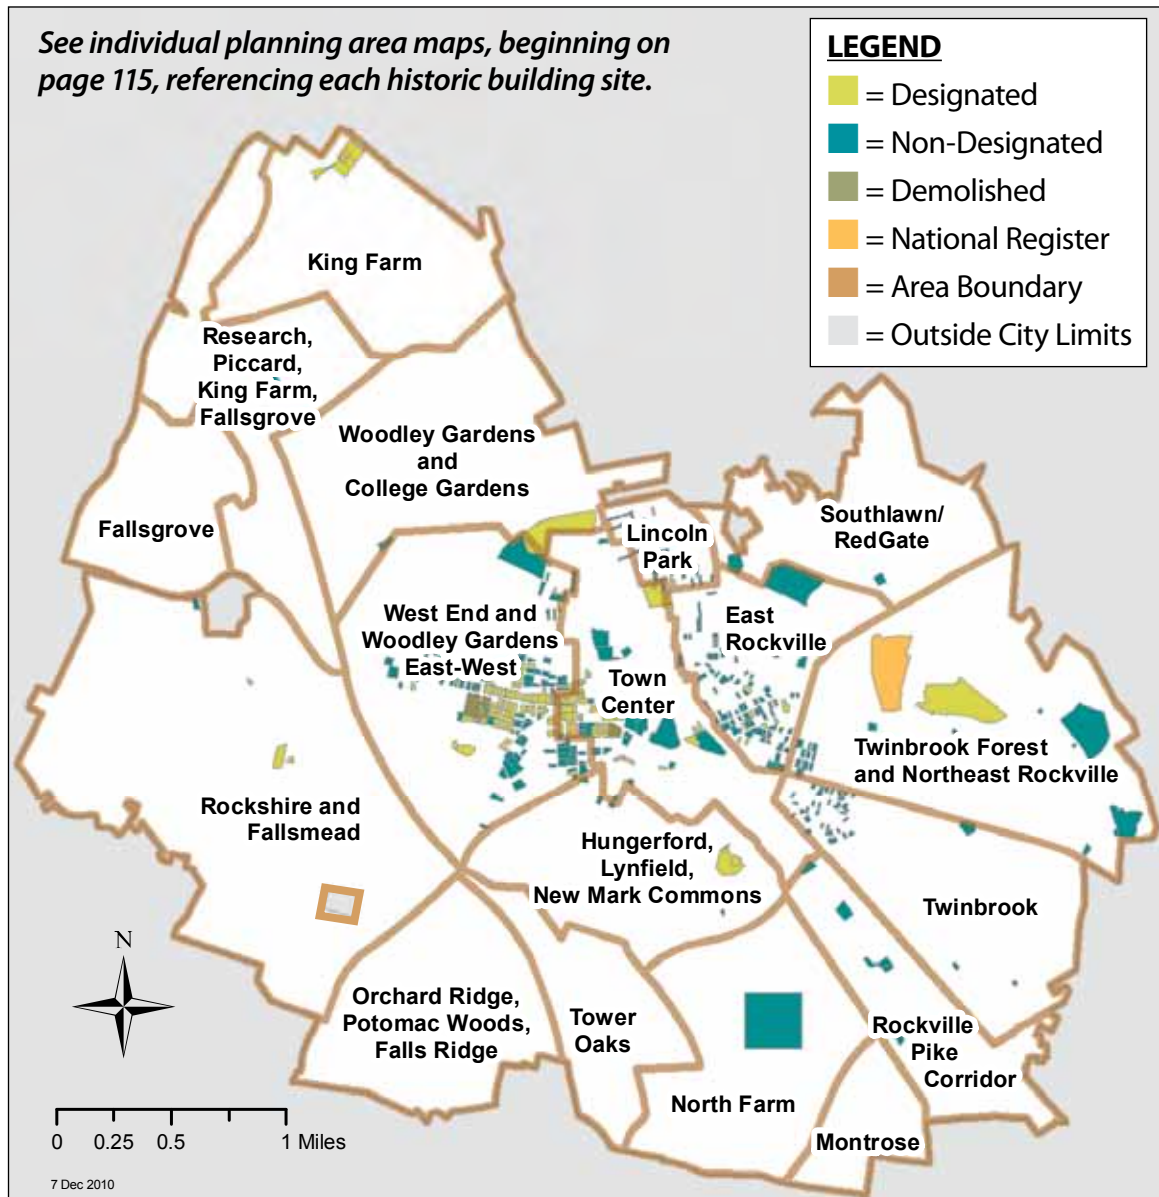 See individual planning area maps, beginning on
page 115, referencing each historic building site.
LEGEND
= Designated
= Non-Designated
= Demolished
= National Register
= Area Boundary
= Outside City Limits
King Farm
Research,
Piccard,
King Farm,
Fallsgrove
Woodley Gardens
and
College Gardens
Fallsgrove
Lincoln
Park
Southlawn/
RedGate
West End and
Woodley Gardens
East-West
East
Rockville
Town
Center
Twinbrook Forest
and Northeast Rockville
Rockshire and
Fallsmead
Hungerford,
Lynfield,
New Mark Commons
Twinbrook
N
Orchard Ridge,
Potomac Woods,
Falls Ridge
Tower
Oaks
Rockville
Pike
Corridor
North Farm
Montrose
0 0.25 0.5 1 Miles
7 Dec 2010